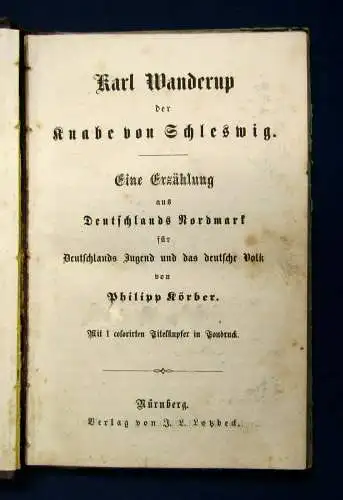 Karl Wanderup
der
Knabe von Schleswig.
Eine Erzählung
aus
Deutschlands Nordmark
für
Deutschlands Jugend und das deutsche Volk
von
Philipp Körber.
Mit 1 colorirten Titelkupfer in Tondruck.
Nürnberg.
Verlag von J. L. Lotzbeck.